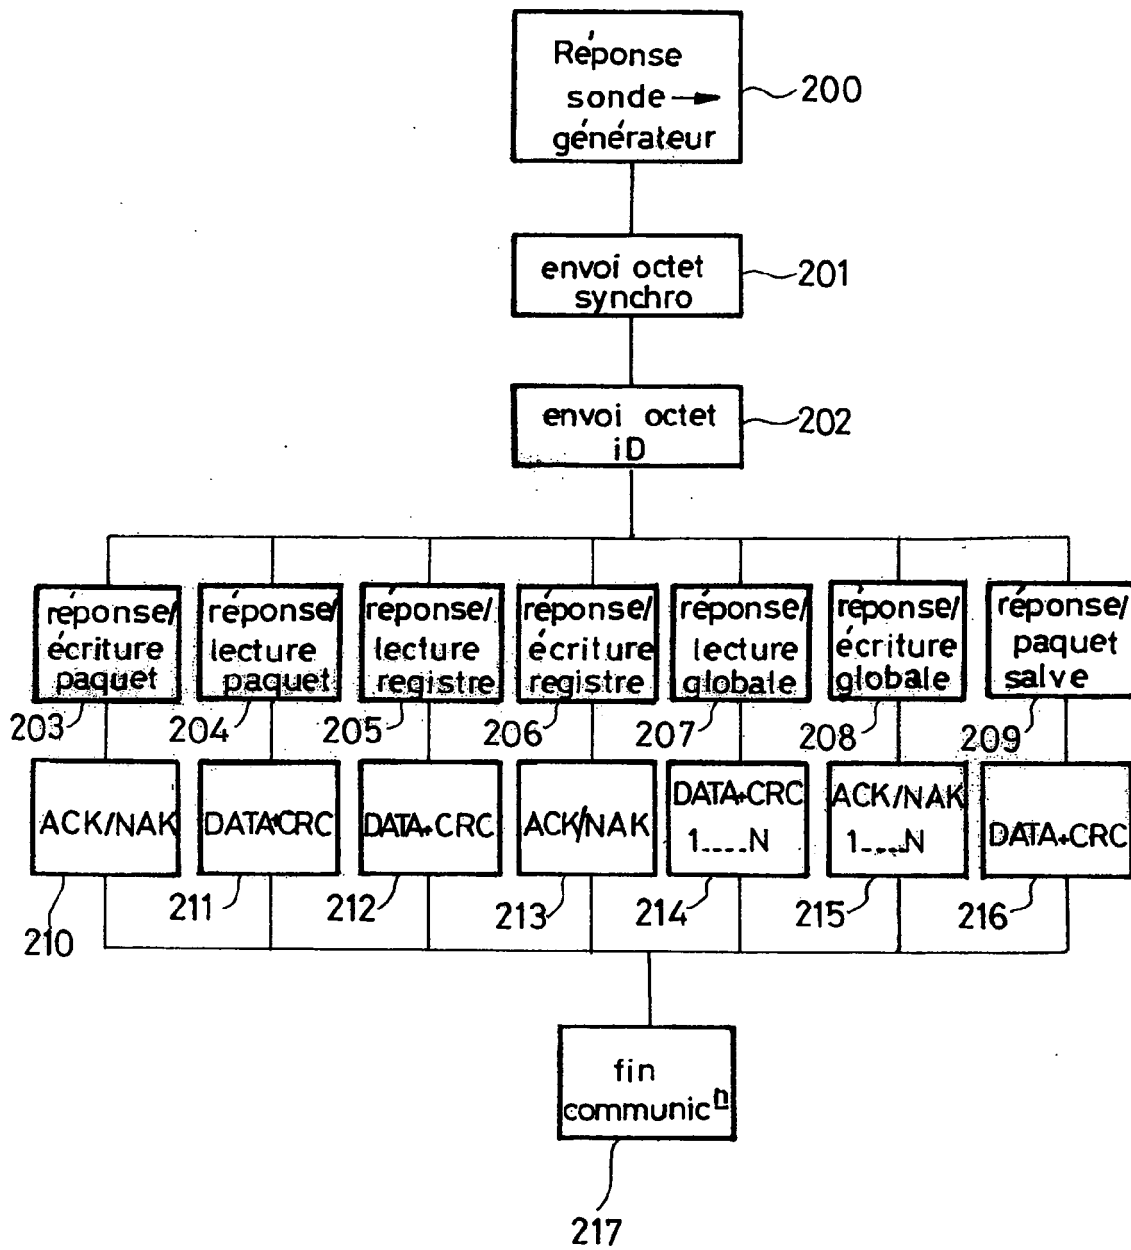 Réponse
sonde →
générateur
200
envoi octet
synchro
201
envoi octet
iD
202
réponse/
écriture
paquet
203
réponse/
lecture
paquet
204
réponse/
lecture
registre
205
réponse/
écriture
registre
206
réponse/
lecture
globale
207
réponse/
écriture
globale
208
réponse/
paquet
salve
209
ACK/NAK
210
DATA+CRC
211
DATA+CRC
212
ACK/NAK
213
DATA+CRC
1----N
214
ACK/NAK
1----N
215
DATA+CRC
216
fin
communicn
217